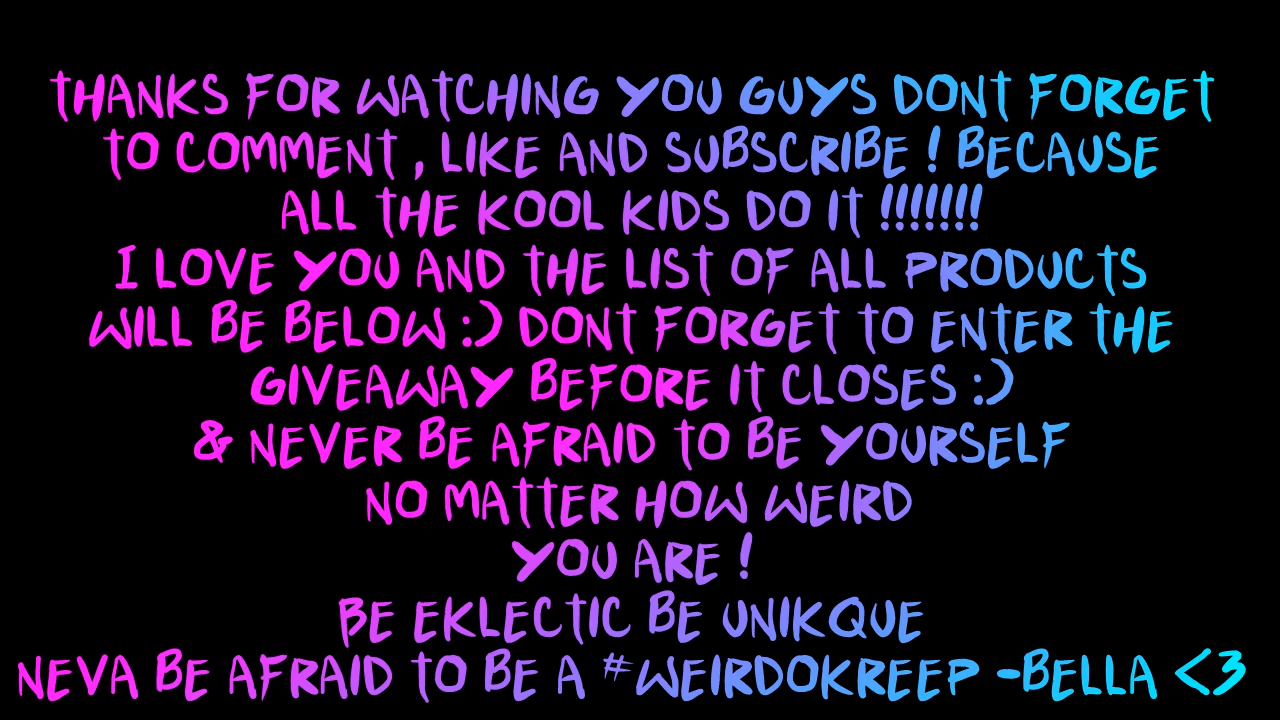 THANKS FOR WATCHING YOU GUYS DONT FORGET
TO COMMENT , LIKE AND SUBSCRIBE ! BECAUSE
ALL THE KOOL KIDS DO IT !!!!!!!
I LOVE YOU AND THE LIST OF ALL PRODUCTS
WILL BE BELOW :) DONT FORGET TO ENTER THE
GIVEAWAY BEFORE IT CLOSES :)
& NEVER BE AFRAID TO BE YOURSELF
NO MATTER HOW WEIRD
YOU ARE !
BE EKLECTIC BE UNIKQUE
NEVA BE AFRAID TO BE A #WEIRDOKREEP -BELLA <3